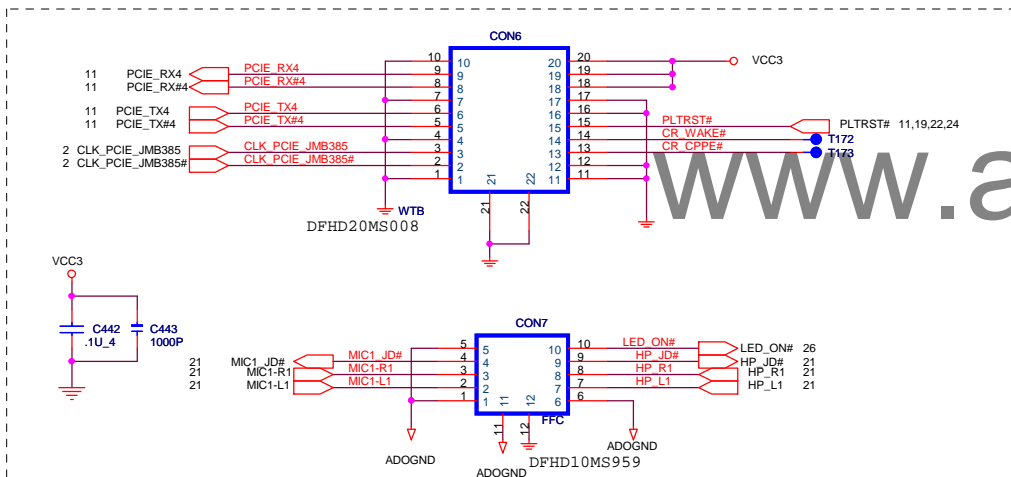 CON6
10 10 20 20 VCC3
11 PCIE_RX4 PCIE_RX4 9 9 19 19
11 PCIE_RX#4 PCIE_RX#4 8 8 18 18
7 7 17 17
11 PCIE_TX4 PCIE_TX4 6 6 16 16
11 PCIE_TX#4 PCIE_TX#4 5 5 15 15 PLTRST# PLTRST# 11,19,22,24
4 4 14 14 CR_WAKE# T172
2 CLK_PCIE_JMB385 CLK_PCIE_JMB385 3 3 13 13 CR_CPPE# T173
2 CLK_PCIE_JMB385# CLK_PCIE_JMB385# 2 2 12 12
1 1 21 22 11 11
21 22
WTB
DFHD20MS008
www.a
VCC3
C442
.1U_4
C443
1000P
CON7
5 5 10 10 LED_ON# LED_ON# 26
21 MIC1_JD# MIC1_JD# 4 4 9 9 HP_JD# HP_JD# 21
21 MIC1-R1 MIC1-R1 3 3 8 8 HP_R1 HP_R1 21
21 MIC1-L1 MIC1-L1 2 2 7 7 HP_L1 HP_L1 21
1 1 11 12 6 6
11 12
FFC
ADOGND
ADOGND
ADOGND
DFHD10MS959